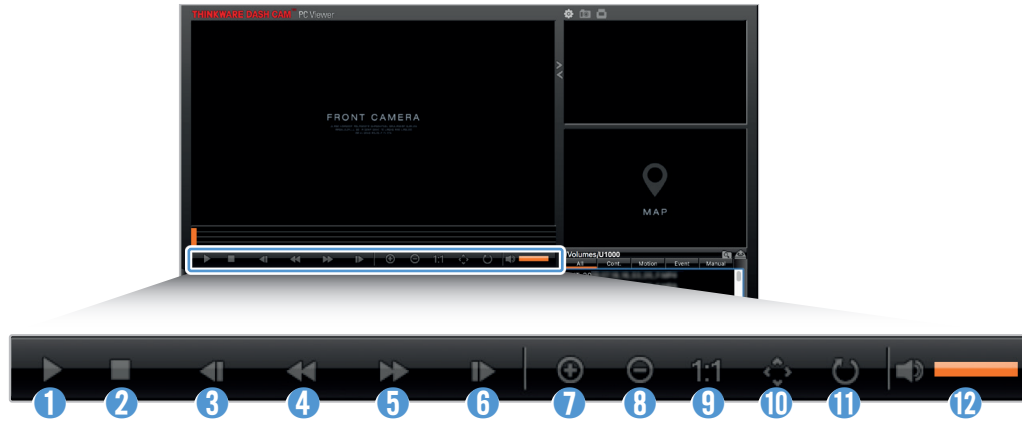 THINKWARE DASH CAM™ PC Viewer
FRONT CAMERA
MAP
1:1
/Volumes/U1000
All Cont. Motion Event Manual
1:1
1 2 3 4 5 6 7 8 9 10 11 12